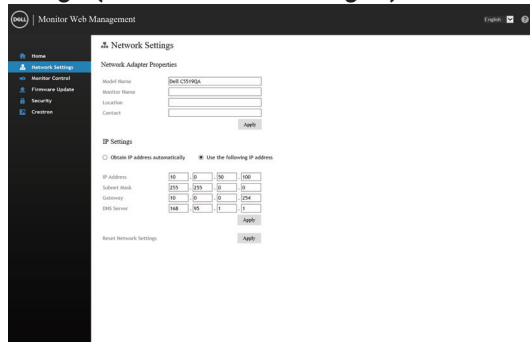 DELL | Monitor Web Management
English
Home
Network Settings
Monitor Control
Firmware Update
Security
Crestron
Network Settings
Network Adapter Properties
Model Name Dell C5519QA
Monitor Name
Location
Contact
Apply
IP Settings
Obtain IP address automatically Use the following IP address
IP Address 10 . 0 . 50 . 100
Subnet Mask 255 . 255 . 0 . 0
Gateway 10 . 0 . 0 . 254
DNS Server 168 . 95 . 1 . 1
Apply
Reset Network Settings Apply